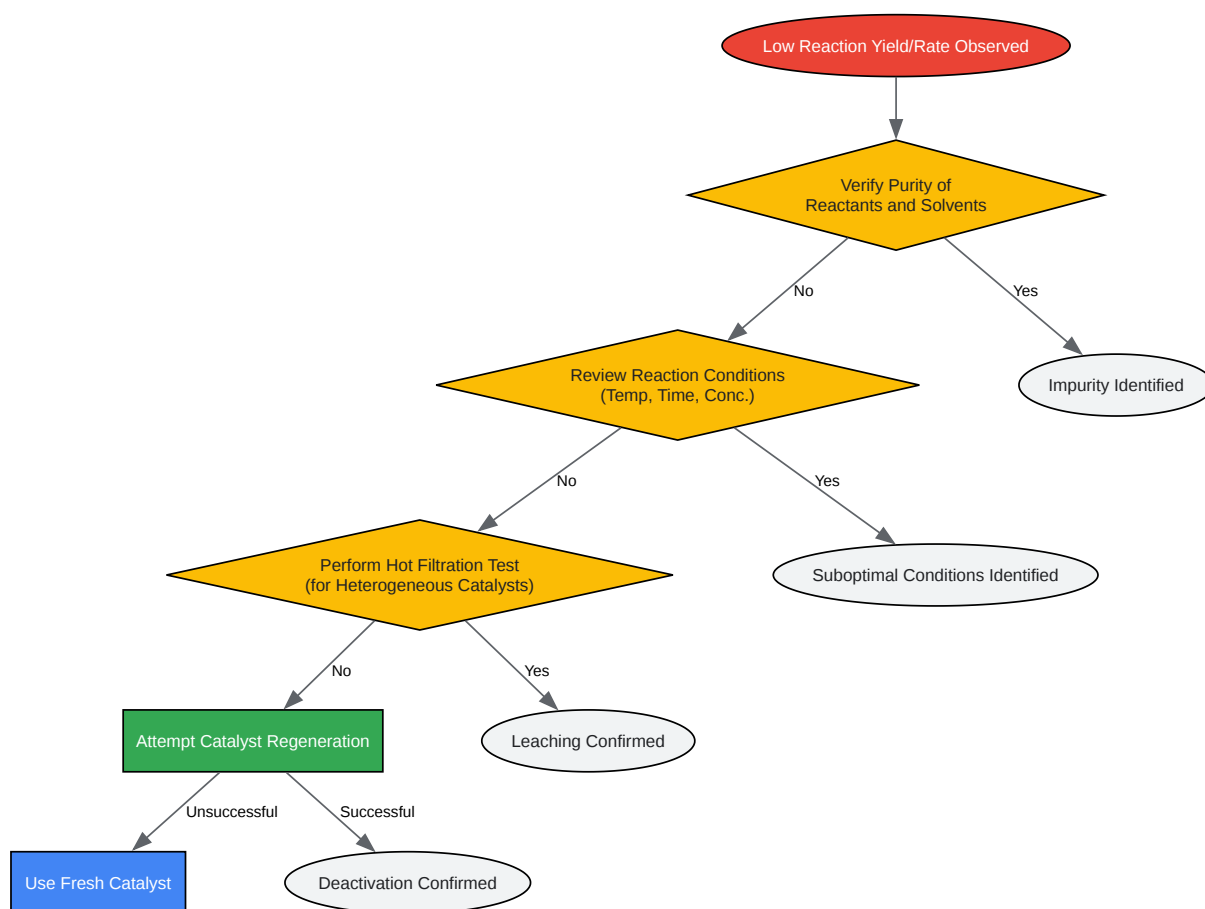 Low Reaction Yield/Rate Observed
Verify Purity of
Reactants and Solvents
No
Yes
Review Reaction Conditions
(Temp, Time, Conc.)
Impurity Identified
No
Yes
Perform Hot Filtration Test
(for Heterogeneous Catalysts)
Suboptimal Conditions Identified
No
Yes
Attempt Catalyst Regeneration
Leaching Confirmed
Unsuccessful
Successful
Use Fresh Catalyst
Deactivation Confirmed